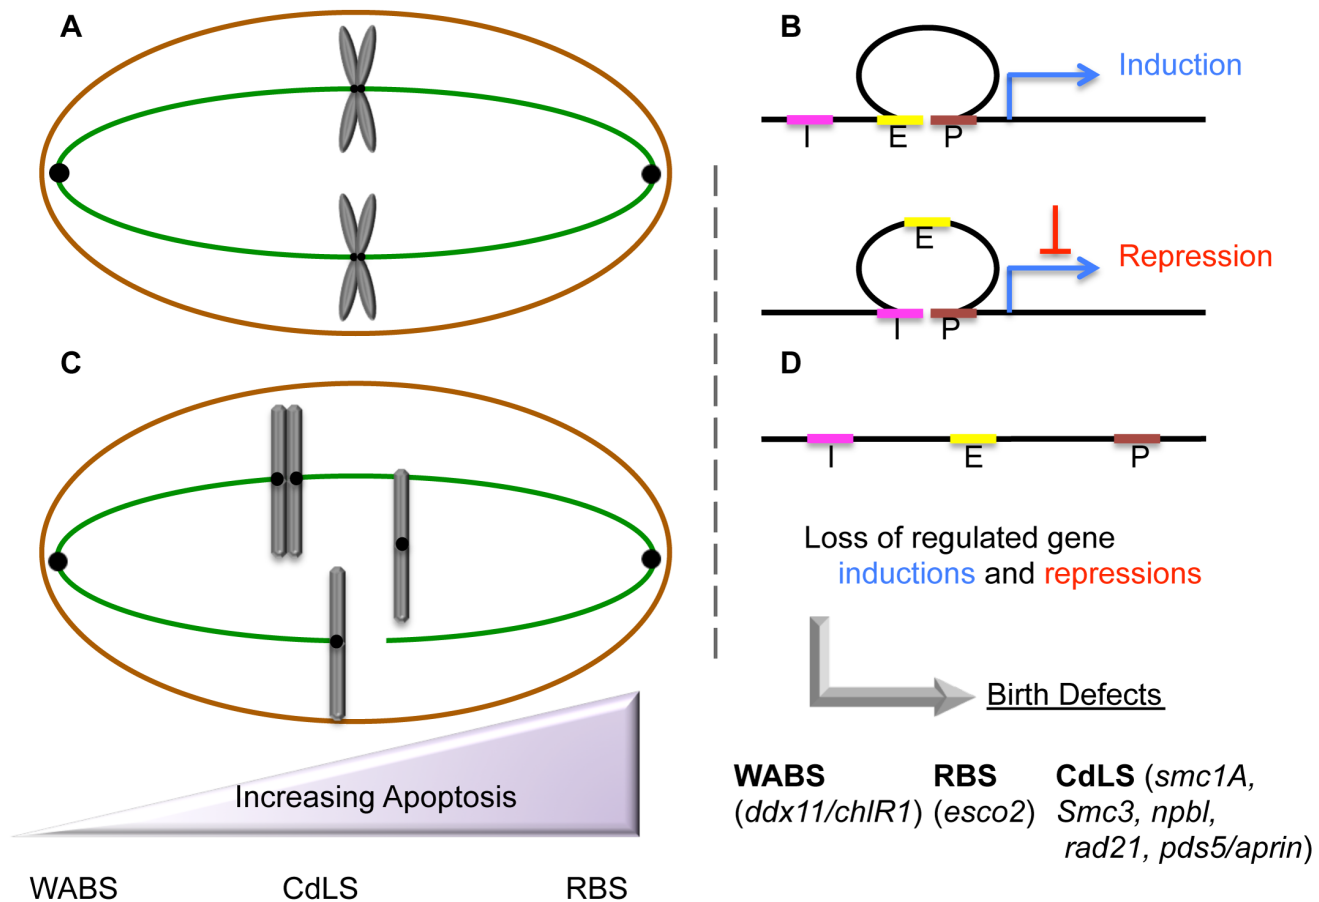 A
B
Induction
I
E
P
E
Repression
I
P
C
D
I
E
P
Loss of regulated gene
inductions and repressions
Birth Defects
Increasing Apoptosis
WABS
CdLS
RBS
WABS
(ddx11/chlR1)
RBS
(esco2)
CdLS (smc1A,
Smc3, npbl,
rad21, pds5/aprin)